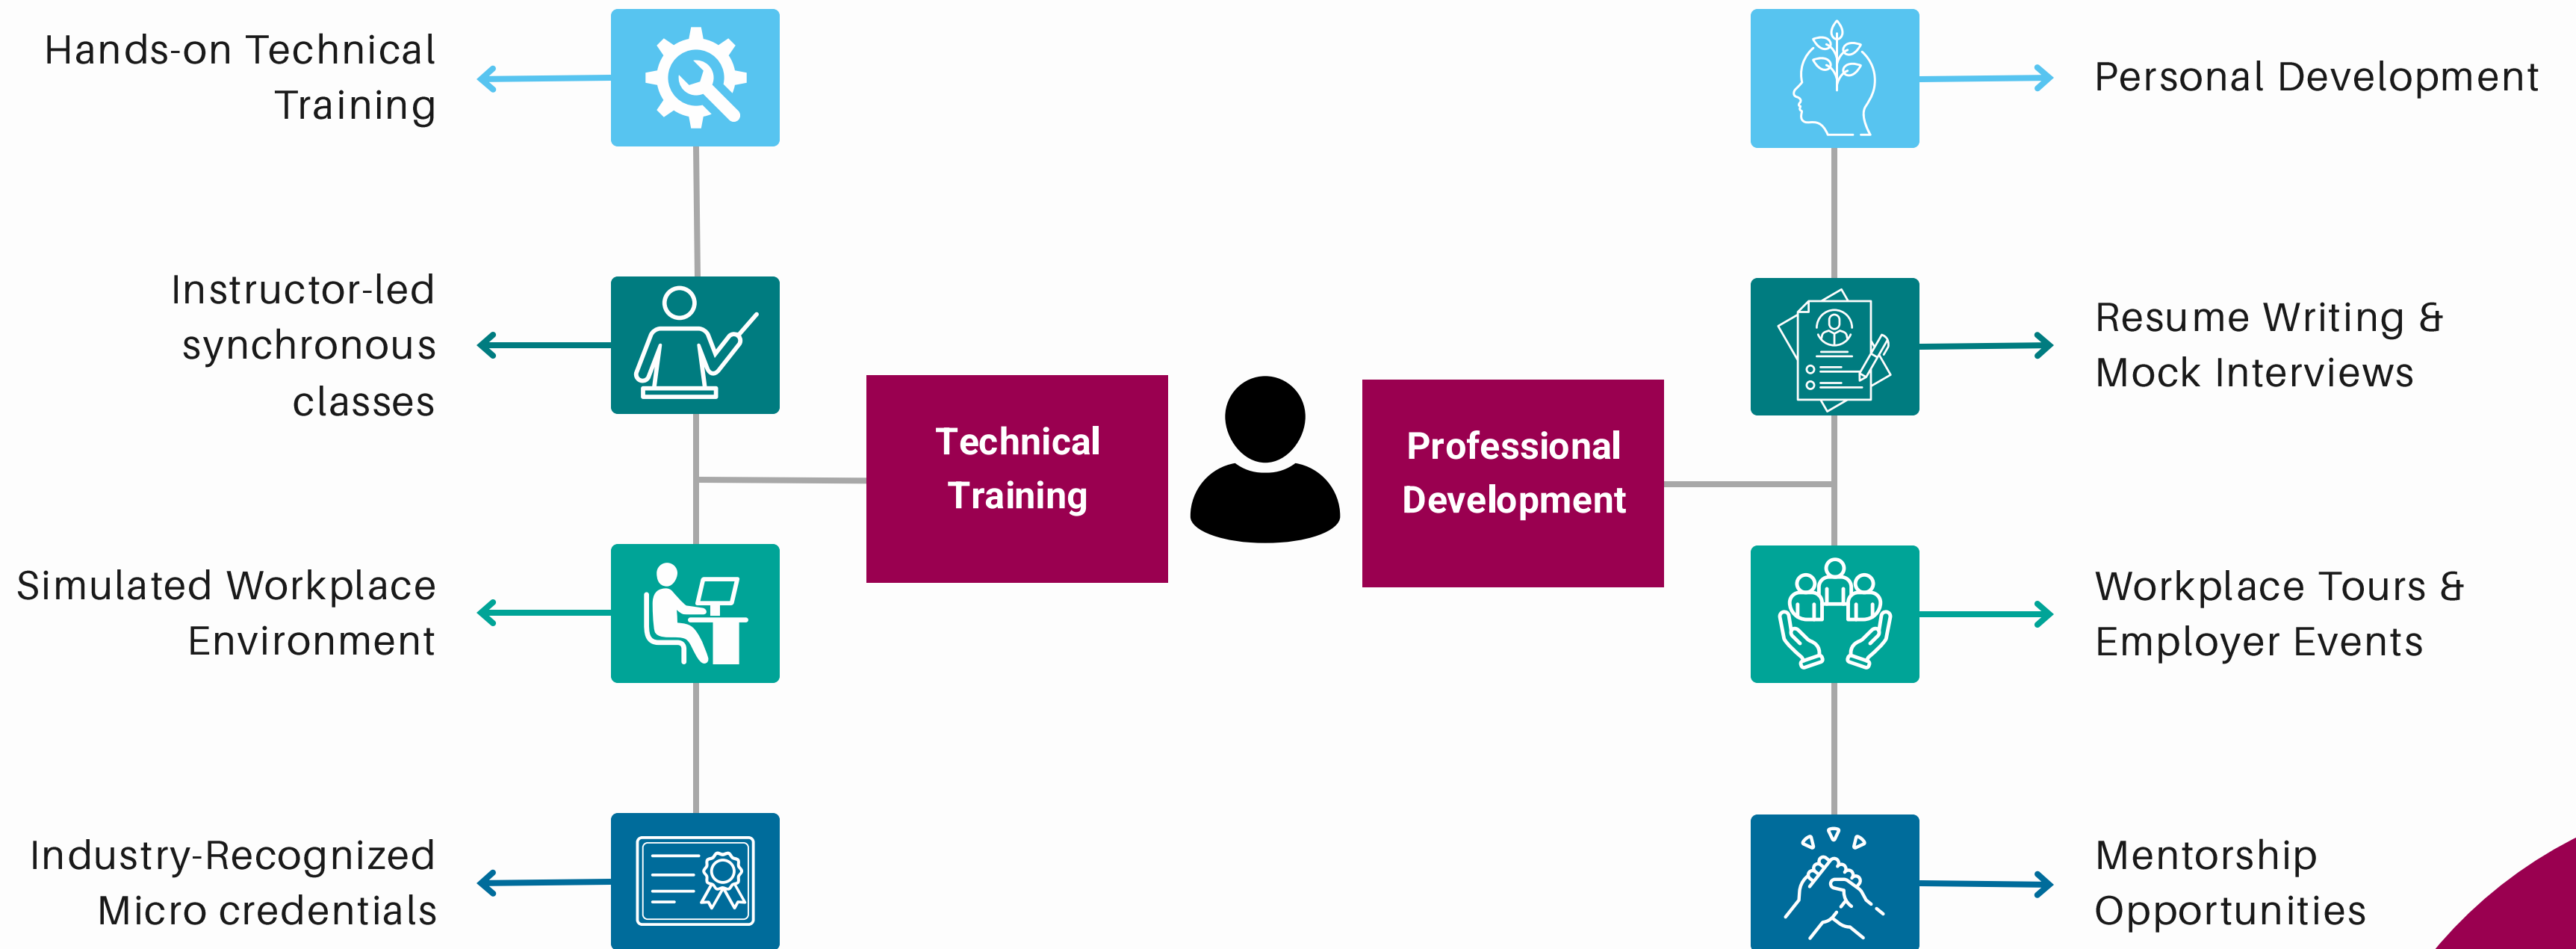 Hands-on Technical
Training
Instructor-led
synchronous
classes
Simulated Workplace
Environment
Industry-Recognized
Micro credentials
Technical
Training
Professional
Development
Personal Development
Resume Writing &
Mock Interviews
Workplace Tours &
Employer Events
Mentorship
Opportunities